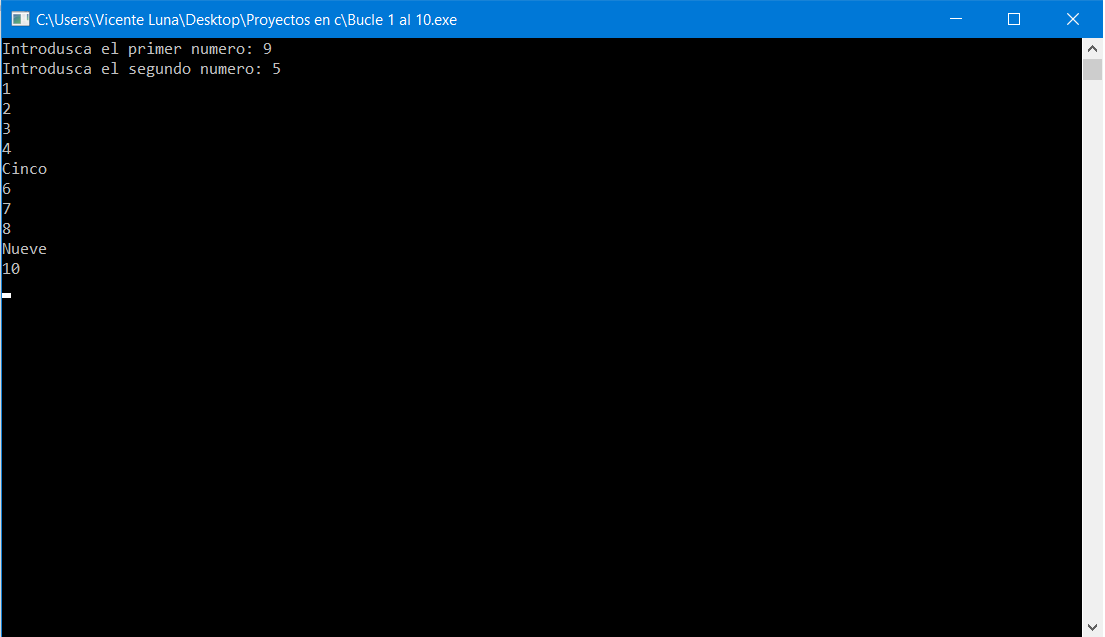 C:\Users\Vicente Luna\Desktop\Proyectos en c\Bucle 1 al 10.exe
Introdusca el primer numero: 9
Introdusca el segundo numero: 5
1
2
3
4
Cinco
6
7
8
Nueve
10